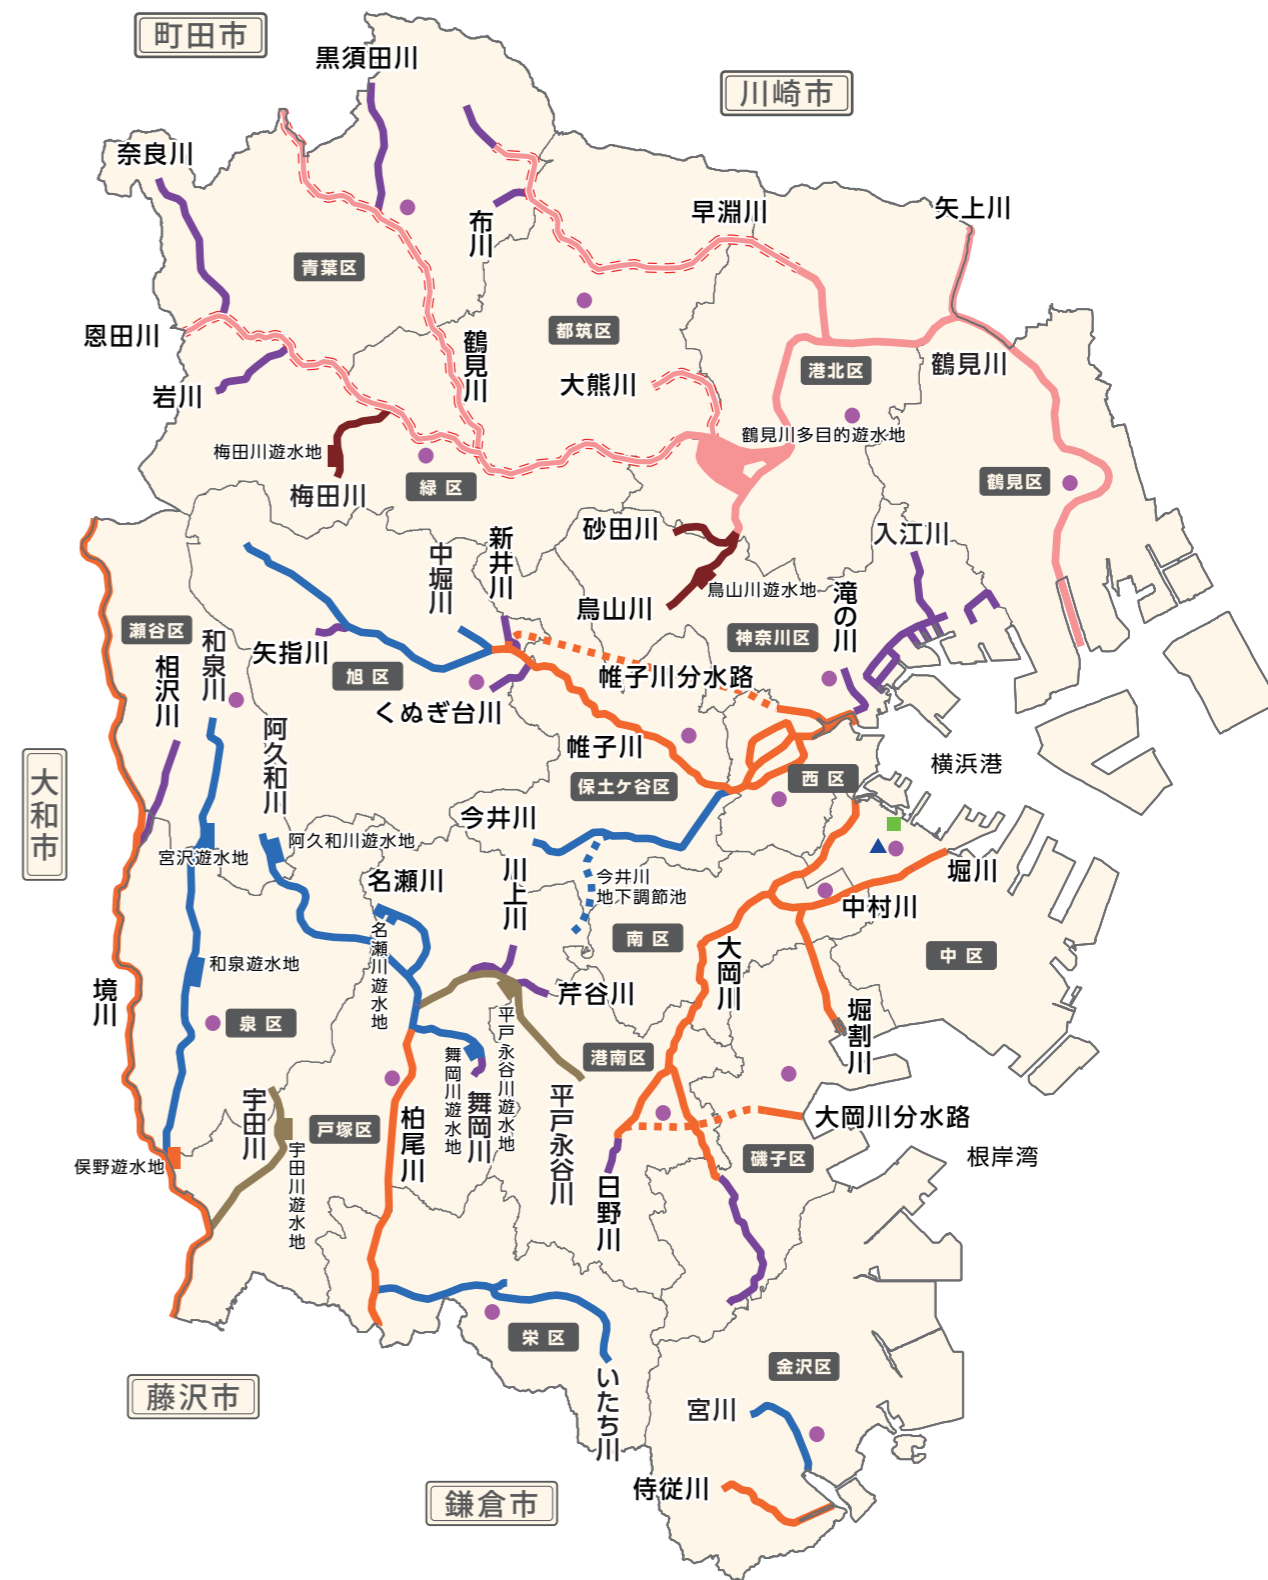 町田市
黒須田川
川崎市
奈良川
布川
早淵川
矢上川
青葉区
恩田川
都筑区
鶴見川
鶴見川
港北区
大熊川
岩川
鶴見川多目的遊水地
梅田川遊水地
梅田川
緑 区
鶴見区
砂田川
新井川
中堀川
入江川
鳥山川遊水地
鳥山川
滝の川
神奈川区
瀬谷区
和泉川
矢指川
相沢川
旭 区
帷子川分水路
くぬぎ台川
阿久和川
帷子川
横浜港
保土ケ谷区
西 区
大和市
今井川
阿久和川遊水地
宮沢遊水地
川上川
名瀬川
今井川
地下調節池
堀川
中村川
名瀬川遊水地
南 区
大岡川
中 区
和泉遊水地
境川
芹谷川
泉 区
平戸永谷川遊水地
堀割川
港南区
舞岡川遊水地
舞岡川
平戸永谷川
宇田川
戸塚区
柏尾川
大岡川分水路
宇田川遊水地
俣野遊水地
磯子区
根岸湾
日野川
栄 区
金沢区
いたち川
藤沢市
宮川
侍従川
鎌倉市